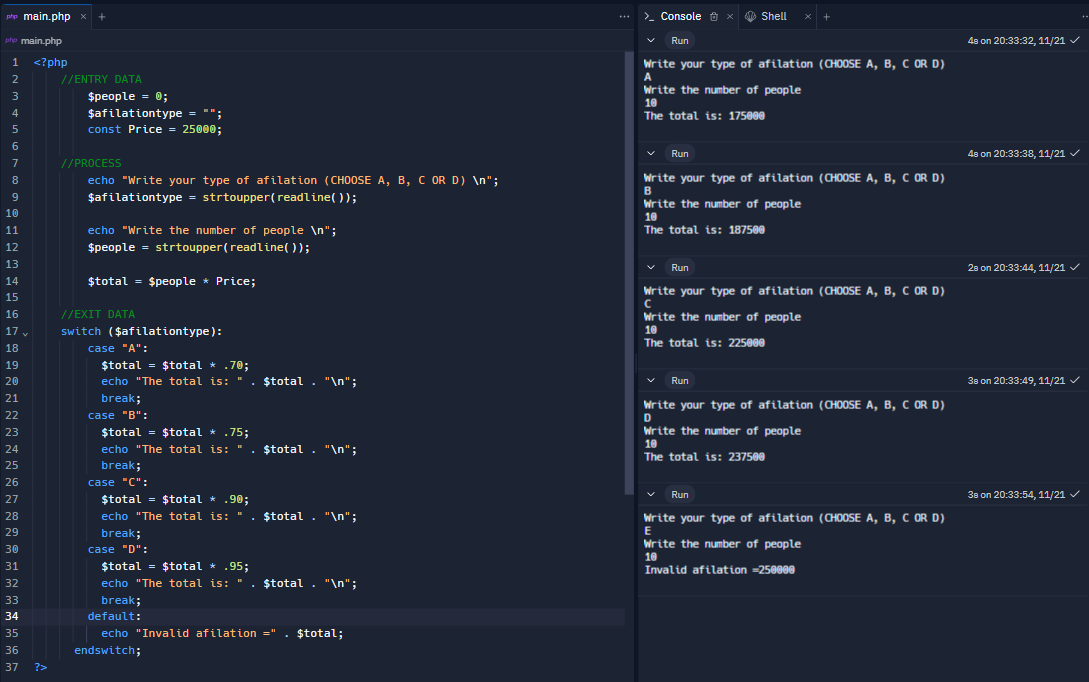 php main.php × +
php main.php
1 <?php
2 //ENTRY DATA
3 $people = 0;
4 $afilationtype = "";
5 const Price = 25000;
6
7 //PROCESS
8 echo "Write your type of afilation (CHOOSE A, B, C OR D) \n";
9 $afilationtype = strtoupper(readline());
10
11 echo "Write the number of people \n";
12 $people = strtoupper(readline());
13
14 $total = $people * Price;
15
16 //EXIT DATA
17 switch ($afilationtype):
18 case "A":
19 $total = $total * .70;
20 echo "The total is: " . $total . "\n";
21 break;
22 case "B":
23 $total = $total * .75;
24 echo "The total is: " . $total . "\n";
25 break;
26 case "C":
27 $total = $total * .90;
28 echo "The total is: " . $total . "\n";
29 break;
30 case "D":
31 $total = $total * .95;
32 echo "The total is: " . $total . "\n";
33 break;
34 default:
35 echo "Invalid afilation =" . $total;
36 endswitch;
37 ?>
Console × Shell × +
Run 4s on 20:33:32, 11/21
Write your type of afilation (CHOOSE A, B, C OR D)
A
Write the number of people
10
The total is: 175000
Run 4s on 20:33:38, 11/21
Write your type of afilation (CHOOSE A, B, C OR D)
B
Write the number of people
10
The total is: 187500
Run 2s on 20:33:44, 11/21
Write your type of afilation (CHOOSE A, B, C OR D)
C
Write the number of people
10
The total is: 225000
Run 3s on 20:33:49, 11/21
Write your type of afilation (CHOOSE A, B, C OR D)
D
Write the number of people
10
The total is: 237500
Run 3s on 20:33:54, 11/21
Write your type of afilation (CHOOSE A, B, C OR D)
E
Write the number of people
10
Invalid afilation =250000